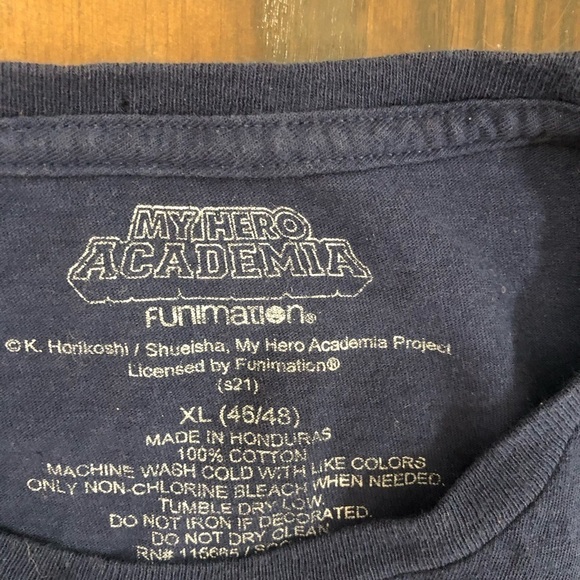 MY HERO
ACADEMIA
FUNIMATION®
© K. Horikoshi / Shueisha, My Hero Academia Project
Licensed by Funimation®
(s21)
XL (46/48)
MADE IN HONDURAS
100% COTTON
MACHINE WASH COLD WITH LIKE COLORS
ONLY NON-CHLORINE BLEACH WHEN NEEDED.
TUMBLE DRY LOW.
DO NOT IRON IF DECORATED.
DO NOT DRY CLEAN
RN#